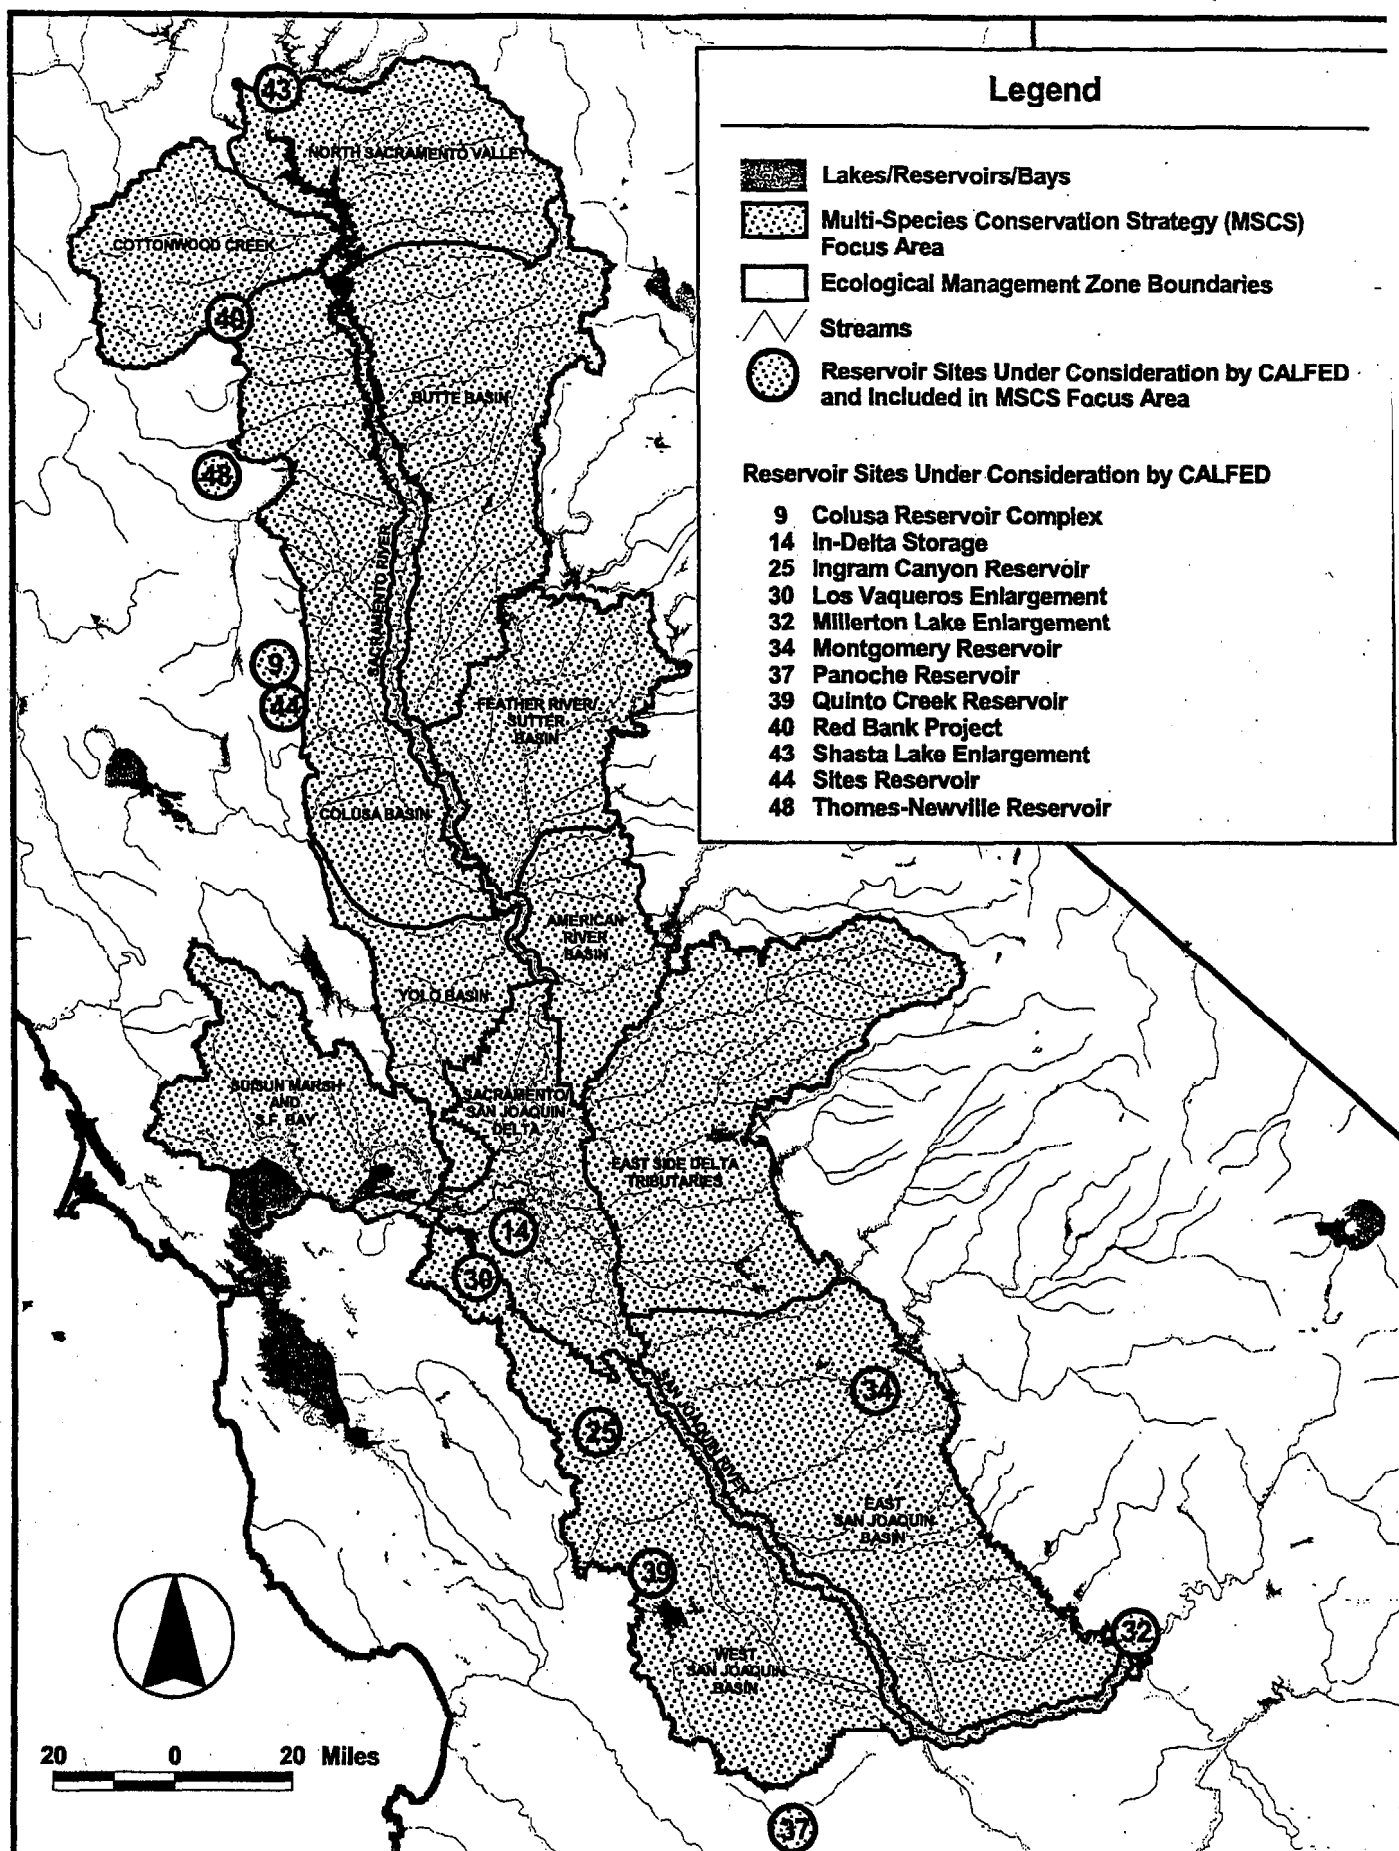 Legend
Lakes/Reservoirs/Bays
Multi-Species Conservation Strategy (MSCS)
Focus Area
Ecological Management Zone Boundaries
Streams
Reservoir Sites Under Consideration by CALFED
and Included in MSCS Focus Area
Reservoir Sites Under Consideration by CALFED
9 Colusa Reservoir Complex
14 In-Delta Storage
25 Ingram Canyon Reservoir
30 Los Vaqueros Enlargement
32 Millerton Lake Enlargement
34 Montgomery Reservoir
37 Panoche Reservoir
39 Quinto Creek Reservoir
40 Red Bank Project
43 Shasta Lake Enlargement
44 Sites Reservoir
48 Thomes-Newville Reservoir
43
NORTH SACRAMENTO VALLEY
COTTONWOOD CREEK
40
BUTTE BASIN
48
SACRAMENTO RIVER
9
44
FEATHER RIVER/
SUTTER
BASIN
COLUSA BASIN
AMERICAN
RIVER
BASIN
YOLO BASIN
SUISUN MARSH
AND
S.F. BAY
SACRAMENTO/
SAN JOAQUIN
DELTA
EAST SIDE DELTA
TRIBUTARIES
14
30
34
SAN JOAQUIN RIVER
25
EAST
SAN JOAQUIN
BASIN
39
32
WEST
SAN JOAQUIN
BASIN
20 0 20 Miles
37